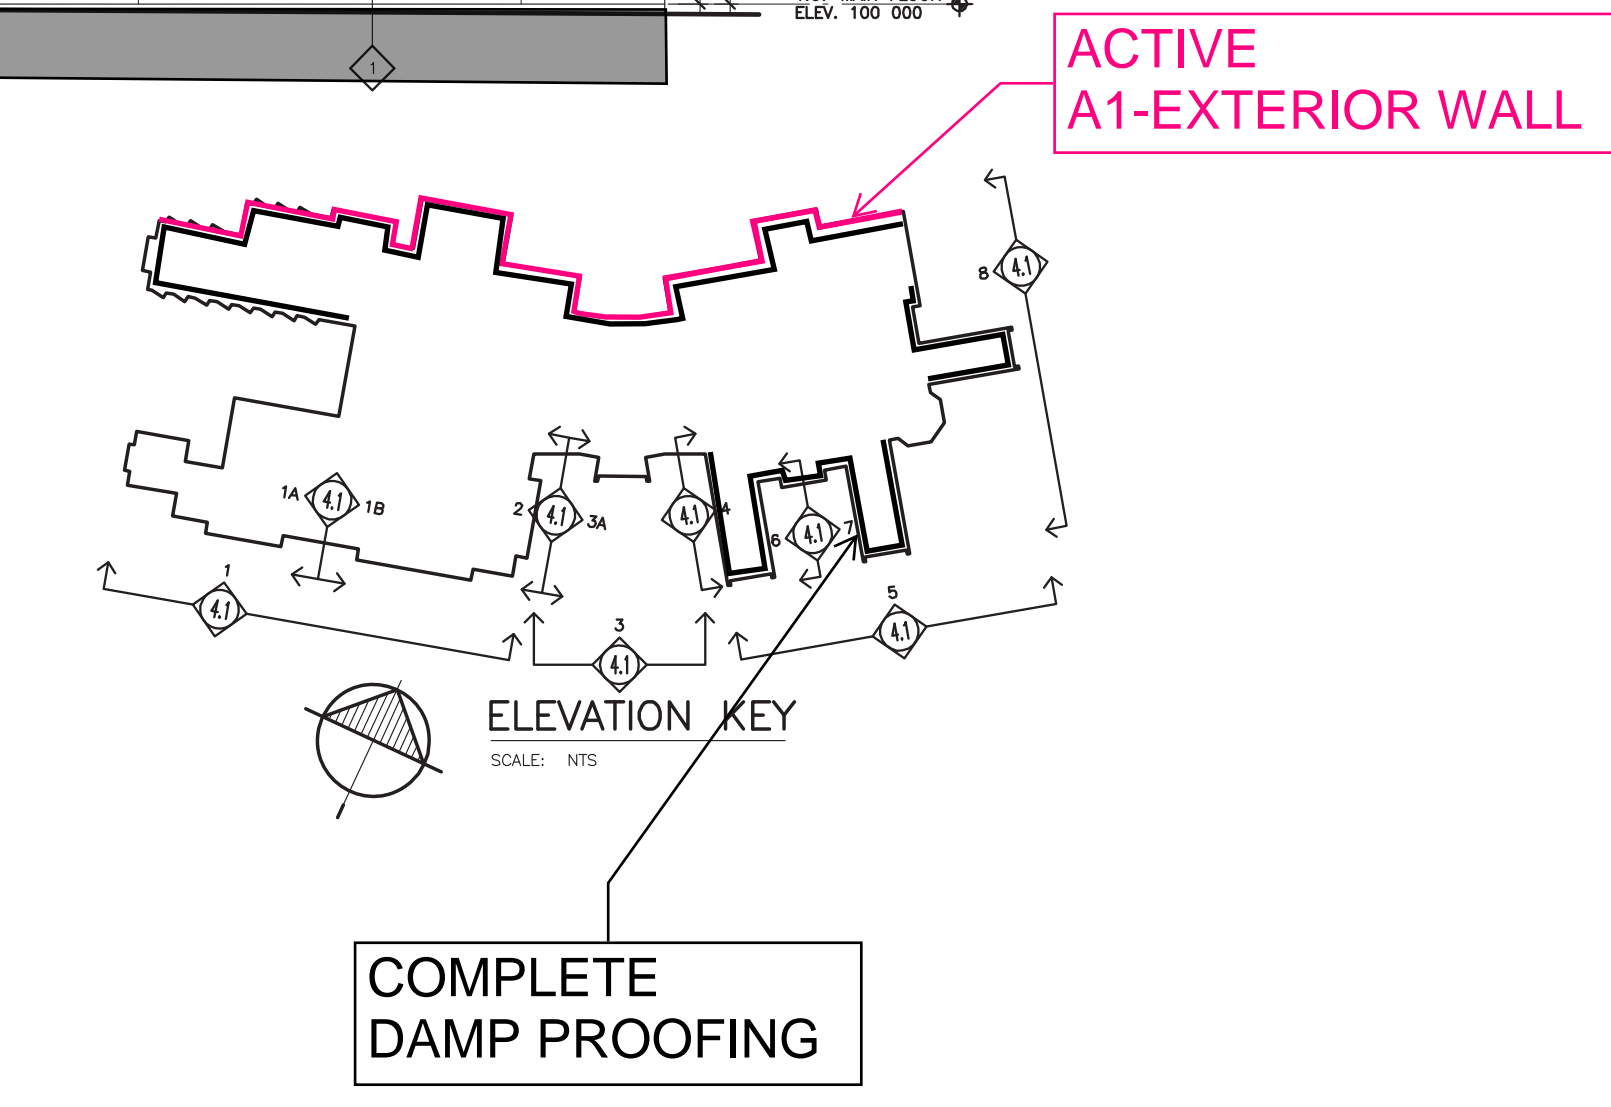 ELEV. 100 000
1
ACTIVE
A1-EXTERIOR WALL
8
4.1
1A
4.1
1B
2
4.1
3A
4.1
4
6
4.1
7
1
4.1
3
4.1
5
4.1
ELEVATION KEY
SCALE: NTS
COMPLETE
DAMP PROOFING